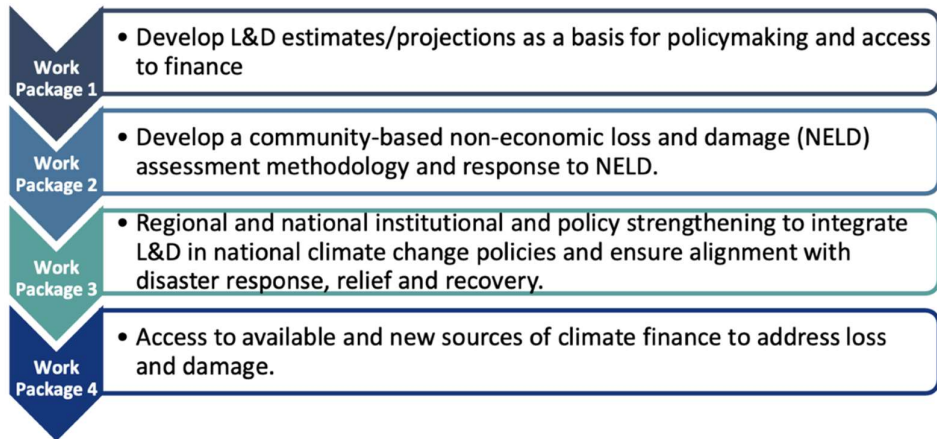 Work
Package 1
• Develop L&D estimates/projections as a basis for policymaking and access
to finance
Work
Package 2
• Develop a community-based non-economic loss and damage (NELD)
assessment methodology and response to NELD.
Work
Package 3
• Regional and national institutional and policy strengthening to integrate
L&D in national climate change policies and ensure alignment with
disaster response, relief and recovery.
Work
Package 4
• Access to available and new sources of climate finance to address loss
and damage.